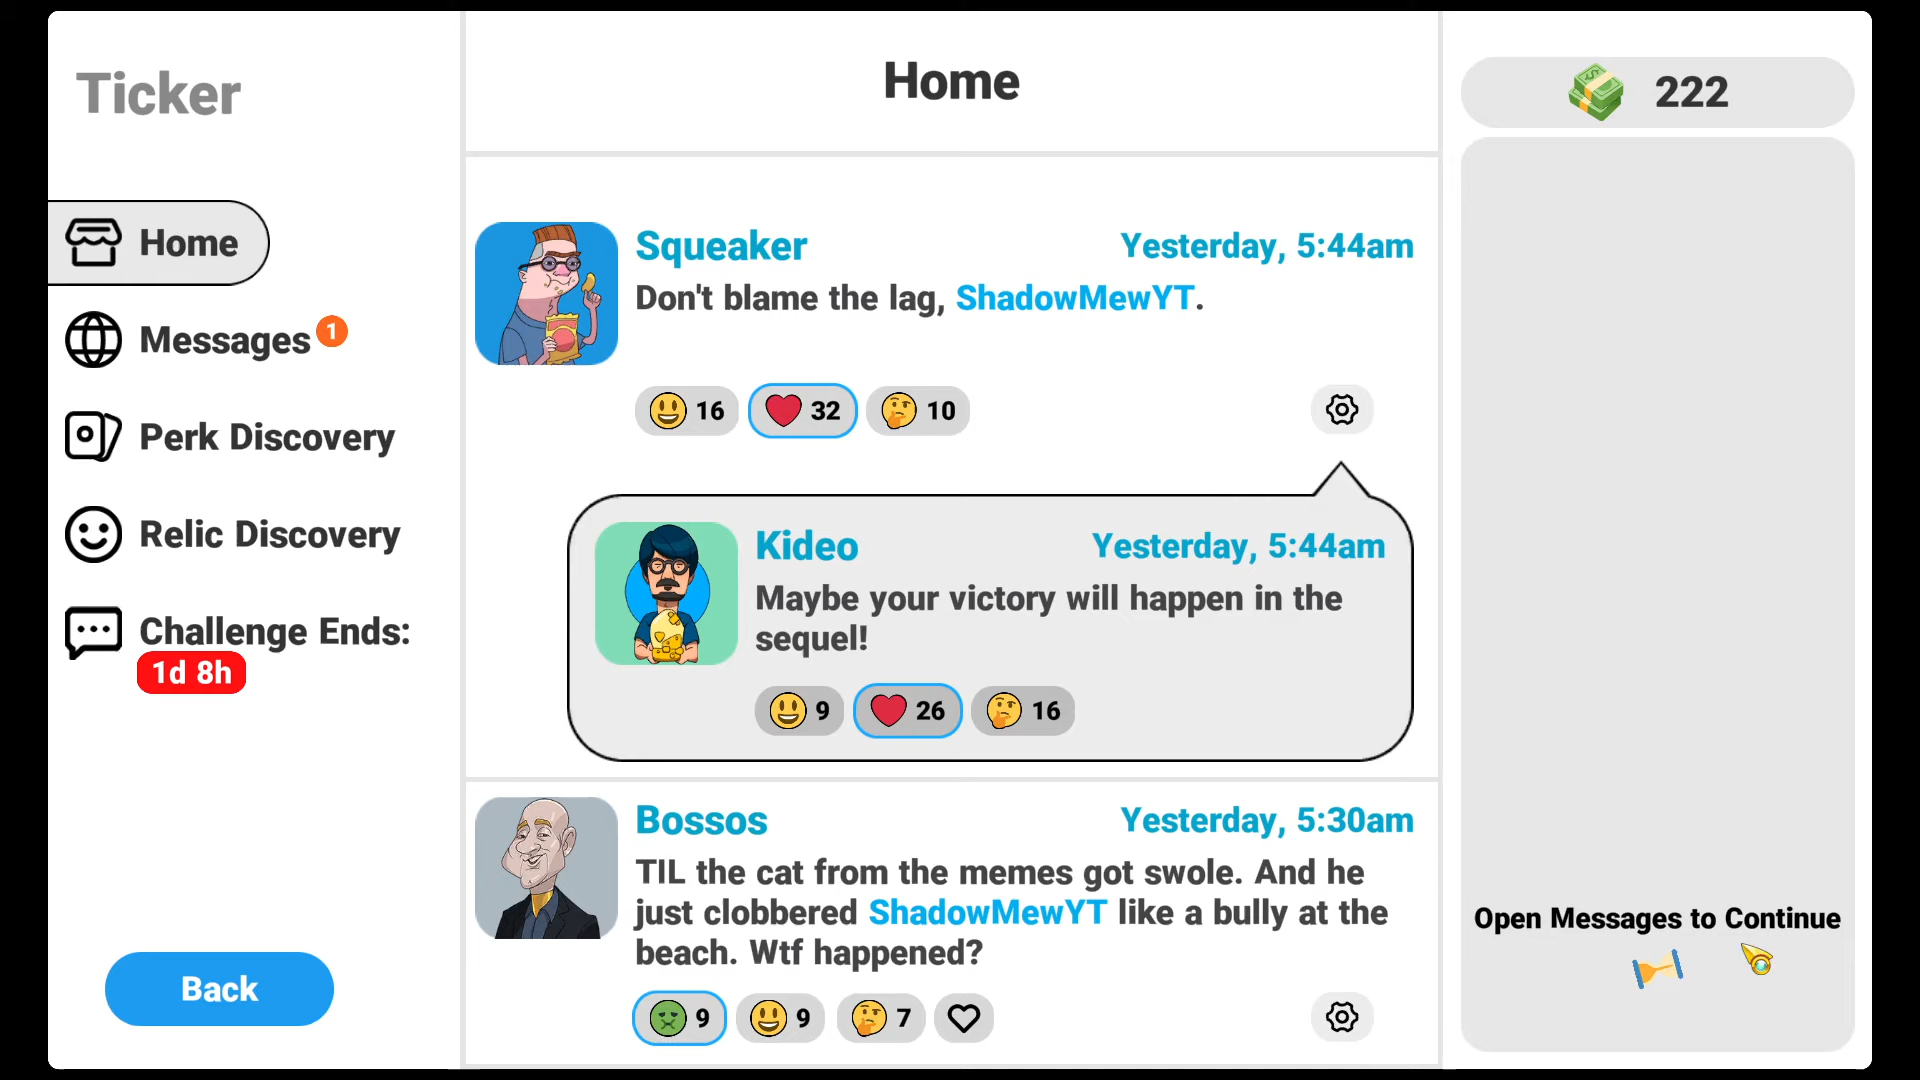 Ticker
Home
Messages 1
Perk Discovery
Relic Discovery
Challenge Ends:
1d 8h
Back
Home
Squeaker
Yesterday, 5:44am
Don't blame the lag, ShadowMewYT.
16
32
10
Kideo
Yesterday, 5:44am
Maybe your victory will happen in the
sequel!
9
26
16
Bossos
Yesterday, 5:30am
TIL the cat from the memes got swole. And he
just clobbered ShadowMewYT like a bully at the
beach. Wtf happened?
9
9
7
222
Open Messages to Continue